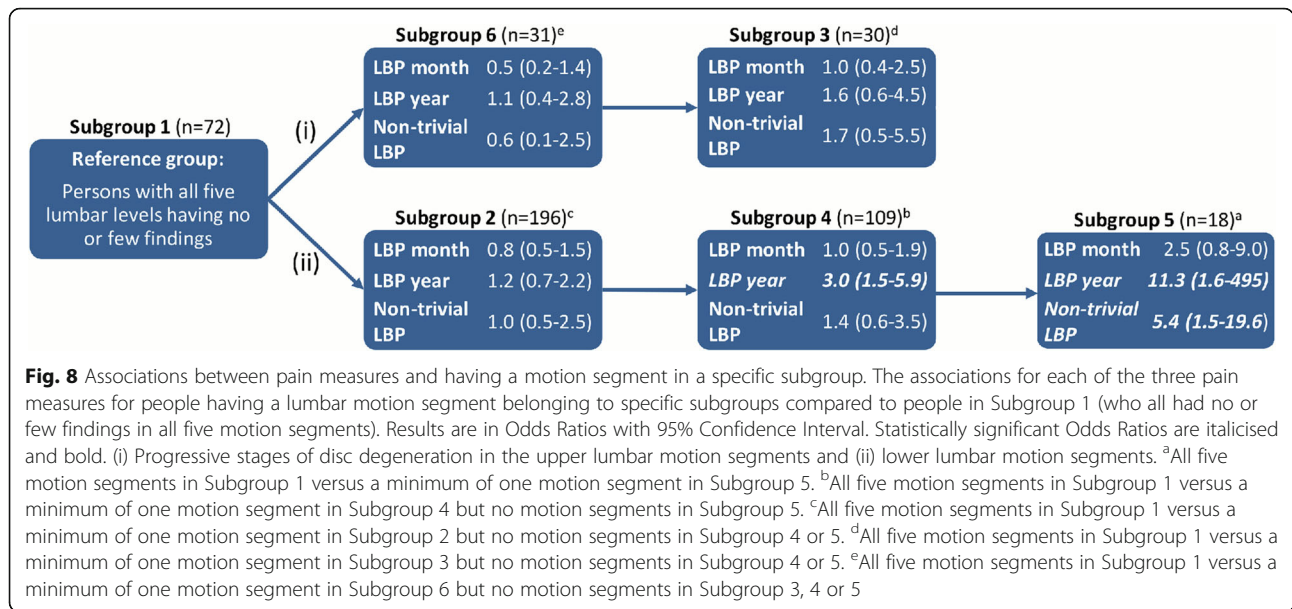 Subgroup 6 (n=31)e
LBP month 0.5 (0.2-1.4)
LBP year 1.1 (0.4-2.8)
Non-trivial LBP 0.6 (0.1-2.5)
Subgroup 3 (n=30)d
LBP month 1.0 (0.4-2.5)
LBP year 1.6 (0.6-4.5)
Non-trivial LBP 1.7 (0.5-5.5)
Subgroup 1 (n=72)
Reference group:
Persons with all five
lumbar levels having no
or few findings
(i)
(ii)
Subgroup 2 (n=196)c
LBP month 0.8 (0.5-1.5)
LBP year 1.2 (0.7-2.2)
Non-trivial LBP 1.0 (0.5-2.5)
Subgroup 4 (n=109)b
LBP month 1.0 (0.5-1.9)
LBP year 3.0 (1.5-5.9)
Non-trivial LBP 1.4 (0.6-3.5)
Subgroup 5 (n=18)a
LBP month 2.5 (0.8-9.0)
LBP year 11.3 (1.6-495)
Non-trivial LBP 5.4 (1.5-19.6)
Fig. 8 Associations between pain measures and having a motion segment in a specific subgroup. The associations for each of the three pain
measures for people having a lumbar motion segment belonging to specific subgroups compared to people in Subgroup 1 (who all had no or
few findings in all five motion segments). Results are in Odds Ratios with 95% Confidence Interval. Statistically significant Odds Ratios are italicised
and bold. (i) Progressive stages of disc degeneration in the upper lumbar motion segments and (ii) lower lumbar motion segments. aAll five
motion segments in Subgroup 1 versus a minimum of one motion segment in Subgroup 5. bAll five motion segments in Subgroup 1 versus a
minimum of one motion segment in Subgroup 4 but no motion segments in Subgroup 5. cAll five motion segments in Subgroup 1 versus a
minimum of one motion segment in Subgroup 2 but no motion segments in Subgroup 4 or 5. dAll five motion segments in Subgroup 1 versus a
minimum of one motion segment in Subgroup 3 but no motion segments in Subgroup 4 or 5. eAll five motion segments in Subgroup 1 versus a
minimum of one motion segment in Subgroup 6 but no motion segments in Subgroup 3, 4 or 5